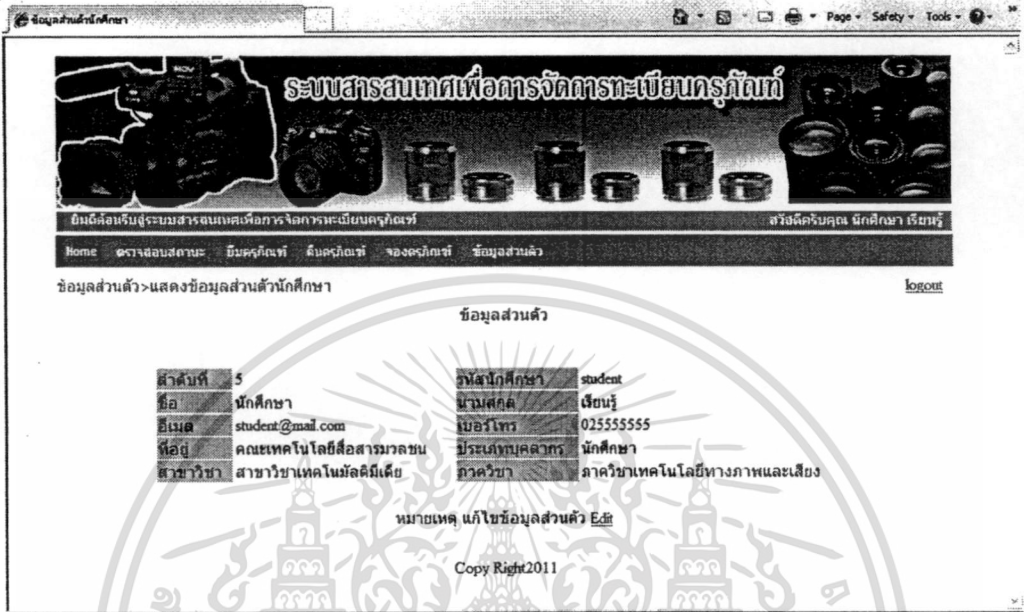 ข้อมูลส่วนตัวนักศึกษา
Page Safety Tools
ระบบสารสนเทศเพื่อการจัดการทะเบียนครุภัณฑ์
ยินดีต้อนรับสู่ระบบสารสนเทศเพื่อการจัดการทะเบียนครุภัณฑ์ สวัสดีครับคุณ นักศึกษา เรียนรู้
Home ตรวจสอบสถานะ ยืมครุภัณฑ์ คืนครุภัณฑ์ จองครุภัณฑ์ ข้อมูลส่วนตัว
ข้อมูลส่วนตัว>แสดงข้อมูลส่วนตัวนักศึกษา logout
ข้อมูลส่วนตัว
ลำดับที่ 5 รหัสนักศึกษา student
ชื่อ นักศึกษา นามสกุล เรียนรู้
อีเมล student@mail.com เบอร์โทร 025555555
ที่อยู่ คณะเทคโนโลยีสื่อสารมวลชน ประเภทบุคลากร นักศึกษา
สาขาวิชา สาขาวิชาเทคโนมัลติมีเดีย ภาควิชา ภาควิชาเทคโนโลยีทางภาพและเสียง
หมายเหตุ แก้ไขข้อมูลส่วนตัว Edit
Copy Right2011